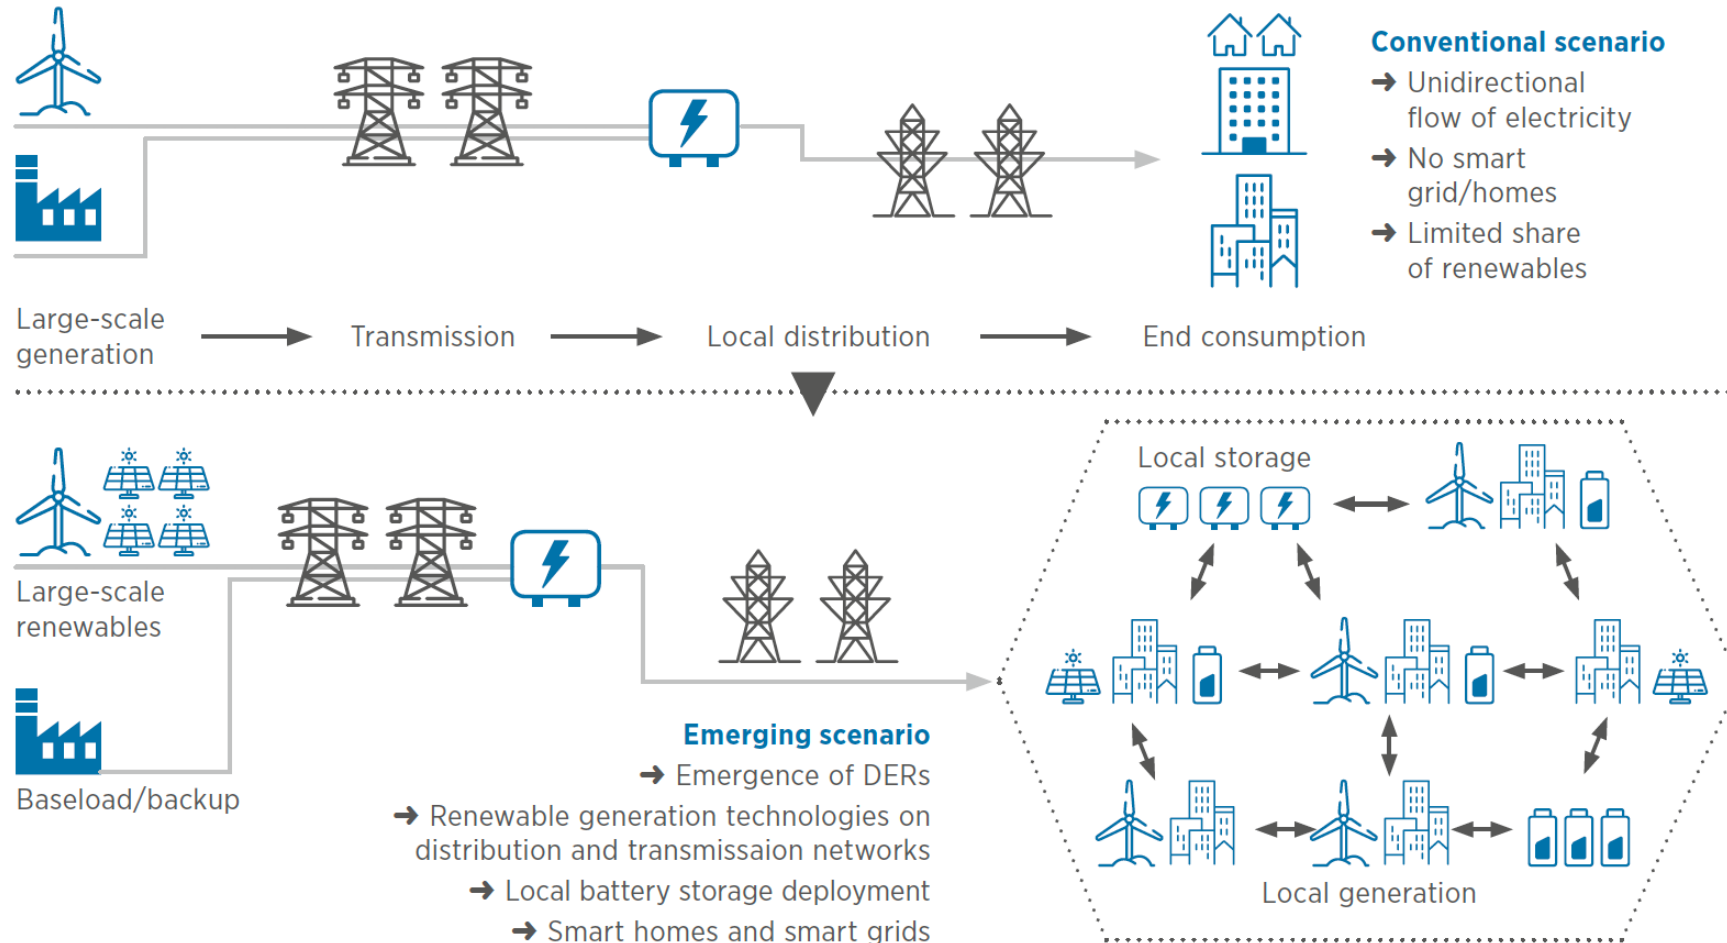 Conventional scenario
➜ Unidirectional
flow of electricity
➜ No smart
grid/homes
➜ Limited share
of renewables
Large-scale
generation
Transmission
Local distribution
End consumption
Large-scale
renewables
Baseload/backup
Emerging scenario
➜ Emergence of DERs
➜ Renewable generation technologies on
distribution and transmissaion networks
➜ Local battery storage deployment
➜ Smart homes and smart grids
Local storage
Local generation